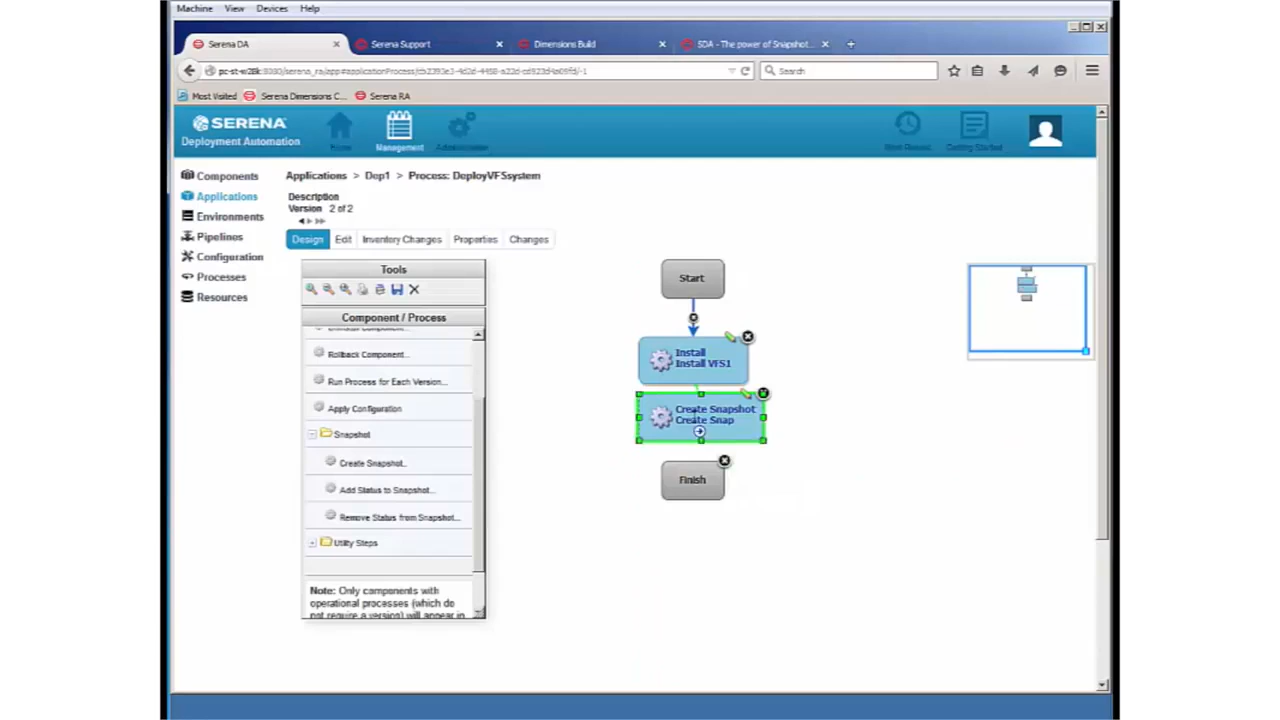 Machine View Devices Help
Serena DA Serena Support Dimensions Build SDA - The power of Snapshot...
Search
Most Visited Serena Dimensions C... Serena RA
SERENA
Deployment Automation
Home Management Administration Getting Started
Components
Applications
Environments
Pipelines
Configuration
Processes
Resources
Applications > Dep1 > Process: DeployVFSsystem
Description
Version 2 of 2
Design Edit Inventory Changes Properties Changes
Tools
Component / Process
Rollback Component...
Run Process for Each Version...
Apply Configuration
Snapshot
Create Snapshot..
Add Status to Snapshot...
Remove Status from Snapshot...
Utility Steps
Note: Only components with
operational processes (which do
not require a version) will appear in
Start
Install
Install VFS1
Create Snapshot
Create Snap
Finish